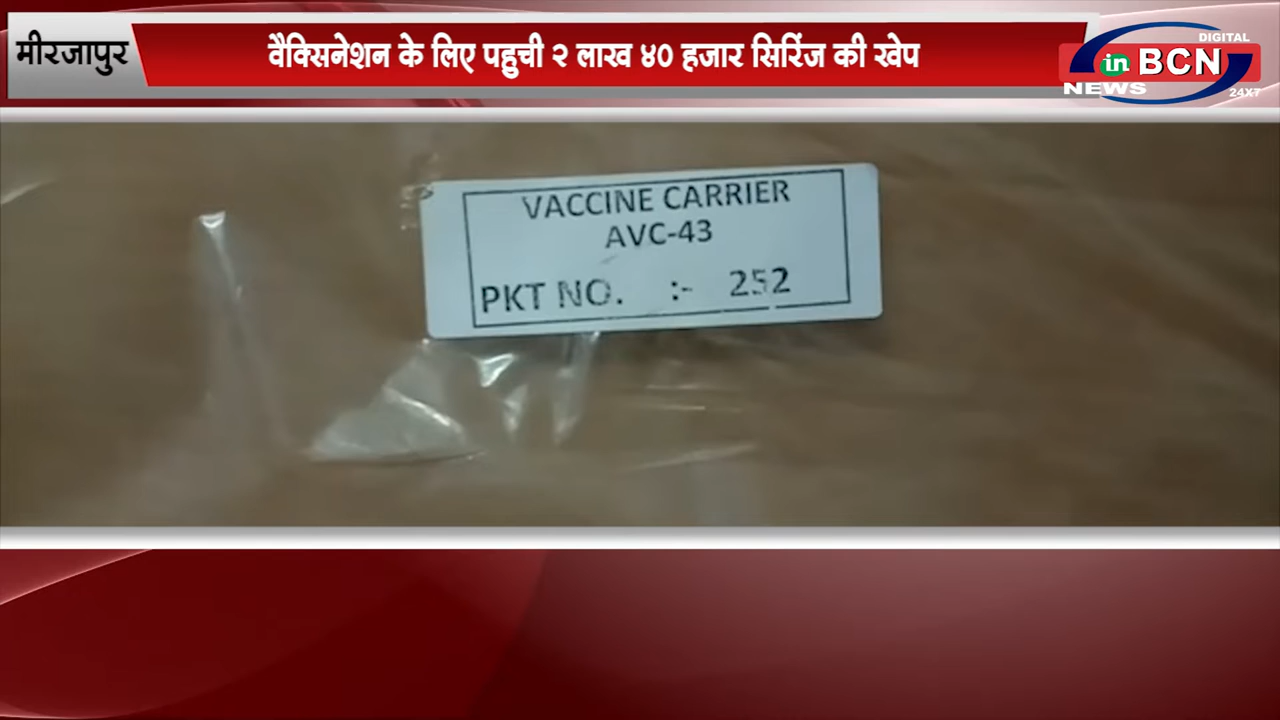 मीरजापुर
वैक्सिनेशन के लिए पहुची २ लाख ४० हजार सिरिंज की खेप
DIGITAL
in BCN
NEWS
24X7
VACCINE CARRIER
AVC-43
PKT NO. :- 252